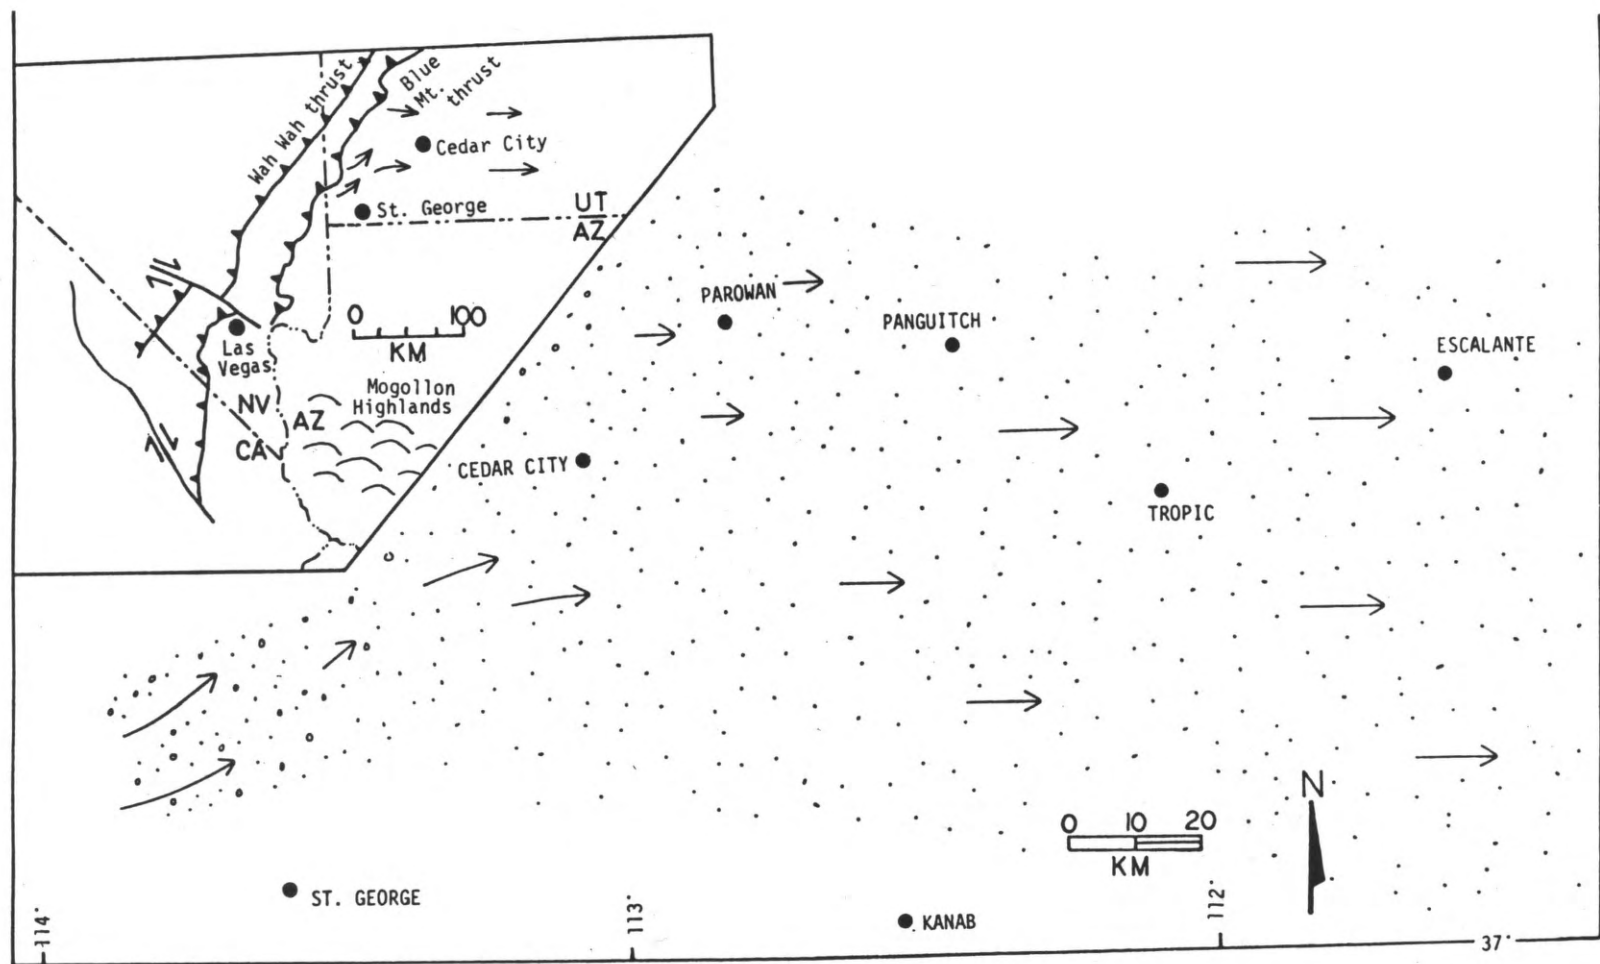 Wah Wah thrust
Blue
Mt. thrust
Cedar City
St. George
UT
AZ
0 100
KM
Las
Vegas
Mogollon
Highlands
NV
AZ
CA
PAROWAN
PANGUITCH
ESCALANTE
CEDAR CITY
TROPIC
N
0 10 20
KM
ST. GEORGE
KANAB
114°
113°
112°
37°